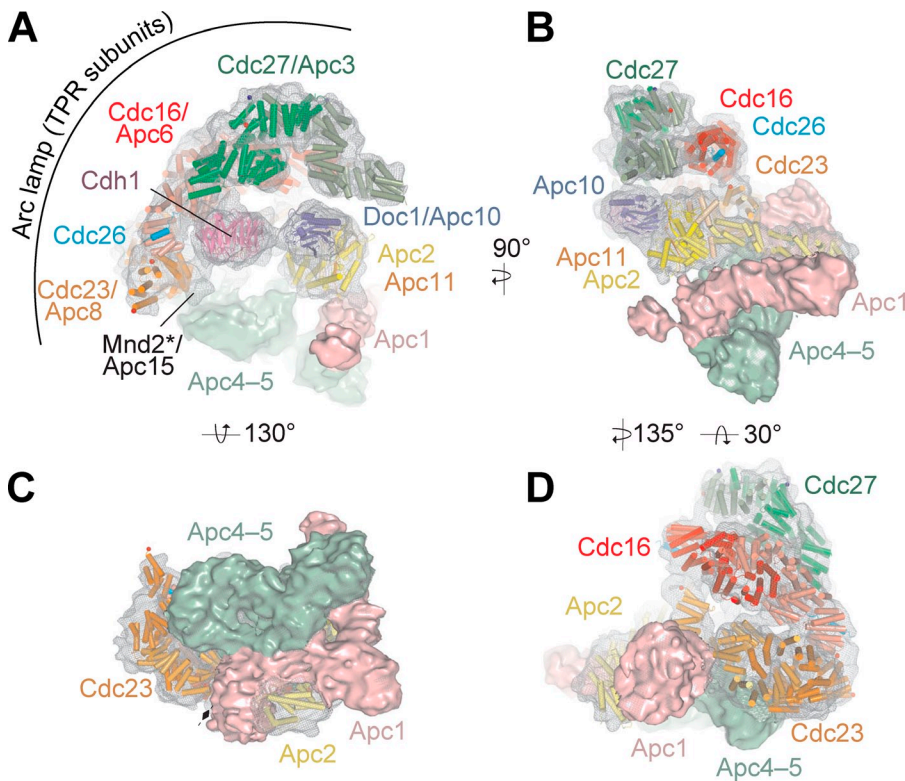 A
Arc lamp (TPR subunits)
Cdc27/Apc3
Cdc16/
Apc6
Cdh1
Cdc26
Cdc23/
Apc8
Mnd2*/
Apc15
Doc1/Apc10
Apc2
Apc11
Apc1
Apc4–5
90°
B
Cdc27
Cdc16
Cdc26
Cdc23
Apc10
Apc11
Apc2
Apc1
Apc4–5
130°
135°
30°
C
Apc4–5
Cdc23
Apc2
Apc1
D
Cdc27
Cdc16
Apc2
Apc1
Cdc23
Apc4–5